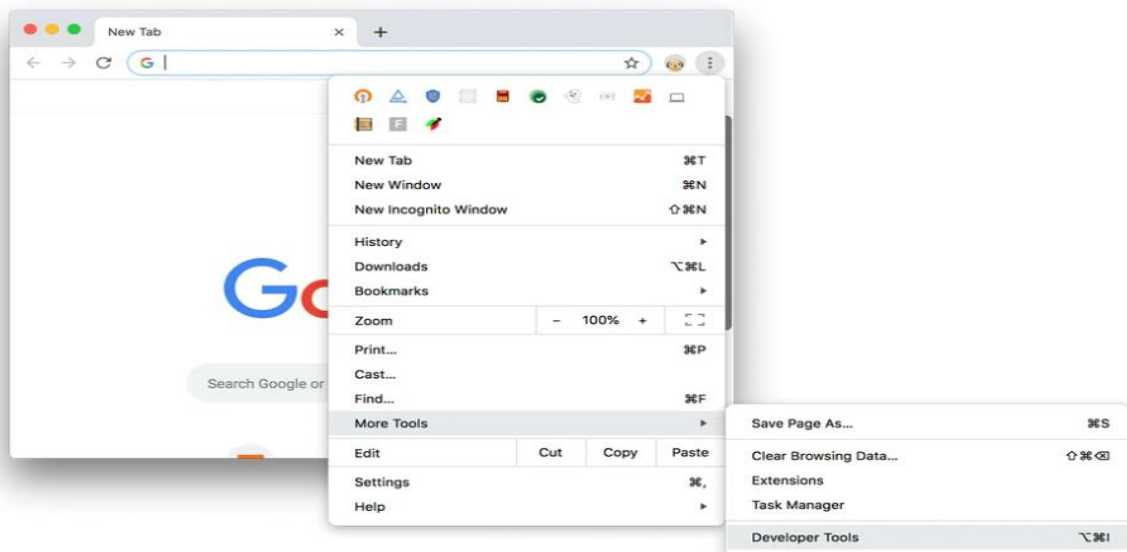 New Tab
G
New Tab ⌘T
New Window ⌘N
New Incognito Window ⇧⌘N
History
Downloads ⌥⌘L
Bookmarks
Zoom - 100% +
Go
Print... ⌘P
Cast...
Search Google or
Find... ⌘F
More Tools
Edit Cut Copy Paste
Settings ⌘,
Help
Save Page As... ⌘S
Clear Browsing Data... ⇧⌘⌫
Extensions
Task Manager
Developer Tools ⌥⌘I
F